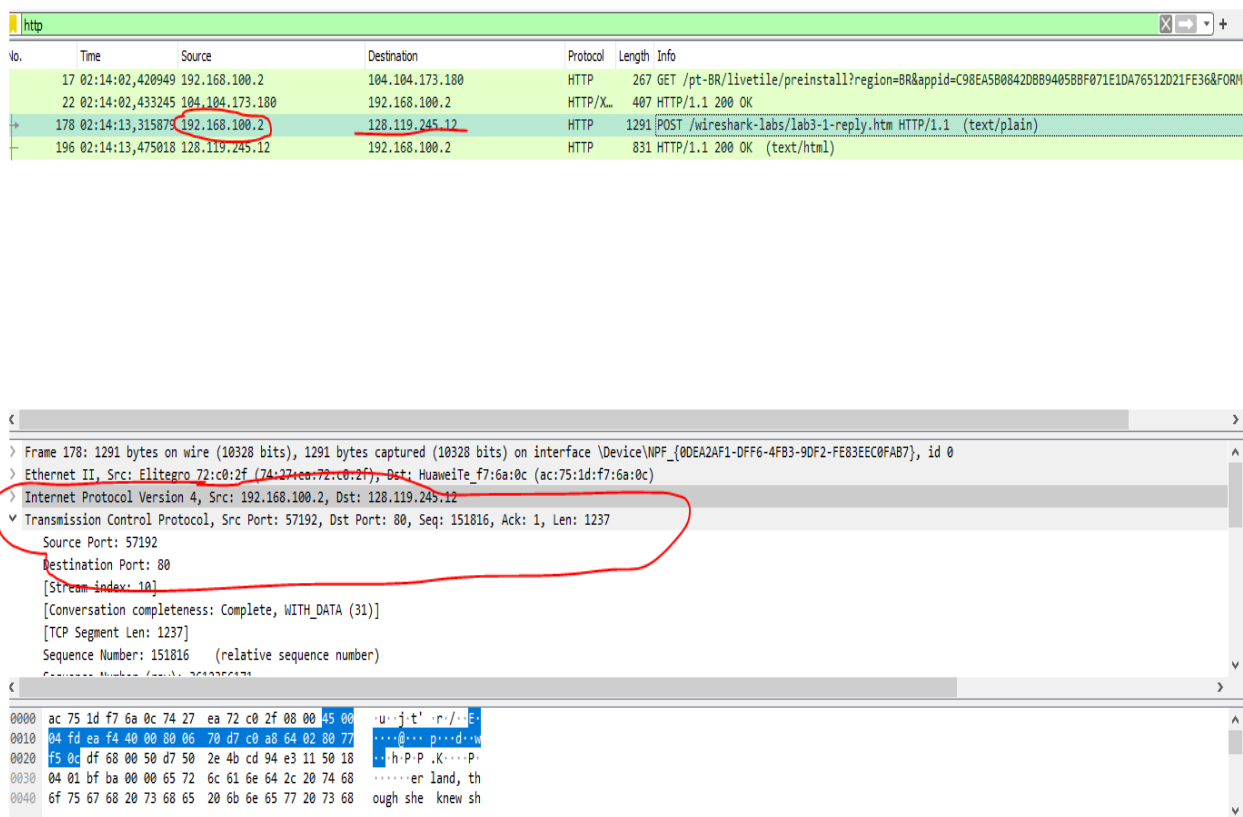 http
No. Time Source Destination Protocol Length Info
17 02:14:02,420949 192.168.100.2 104.104.173.180 HTTP 267 GET /pt-BR/livetile/preinstall?region=BR&appid=C98EA5B0842DBB9405BBF071E1DA76512D21FE36&FORM
22 02:14:02,433245 104.104.173.180 192.168.100.2 HTTP/X… 407 HTTP/1.1 200 OK
178 02:14:13,315879 192.168.100.2 128.119.245.12 HTTP 1291 POST /wireshark-labs/lab3-1-reply.htm HTTP/1.1 (text/plain)
196 02:14:13,475018 128.119.245.12 192.168.100.2 HTTP 831 HTTP/1.1 200 OK (text/html)
Frame 178: 1291 bytes on wire (10328 bits), 1291 bytes captured (10328 bits) on interface \Device\NPF_{0DEA2AF1-DFF6-4FB3-9DF2-FE83EEC0FAB7}, id 0
Ethernet II, Src: Elitegro_72:c0:2f (74:27:ea:72:c0:2f), Dst: HuaweiTe_f7:6a:0c (ac:75:1d:f7:6a:0c)
Internet Protocol Version 4, Src: 192.168.100.2, Dst: 128.119.245.12
Transmission Control Protocol, Src Port: 57192, Dst Port: 80, Seq: 151816, Ack: 1, Len: 1237
Source Port: 57192
Destination Port: 80
[Stream index: 10]
[Conversation completeness: Complete, WITH_DATA (31)]
[TCP Segment Len: 1237]
Sequence Number: 151816 (relative sequence number)
0000 ac 75 1d f7 6a 0c 74 27 ea 72 c0 2f 08 00 45 00 ·u··j·t' ·r·/··E·
0010 04 fd ea f4 40 00 80 06 70 d7 c0 a8 64 02 80 77 ····@··· p···d··w
0020 f5 0c df 68 00 50 d7 50 2e 4b cd 94 e3 11 50 18 ···h·P·P .K····P·
0030 04 01 bf ba 00 00 65 72 6c 61 6e 64 2c 20 74 68 ······er land, th
0040 6f 75 67 68 20 73 68 65 20 6b 6e 65 77 20 73 68 ough she knew sh